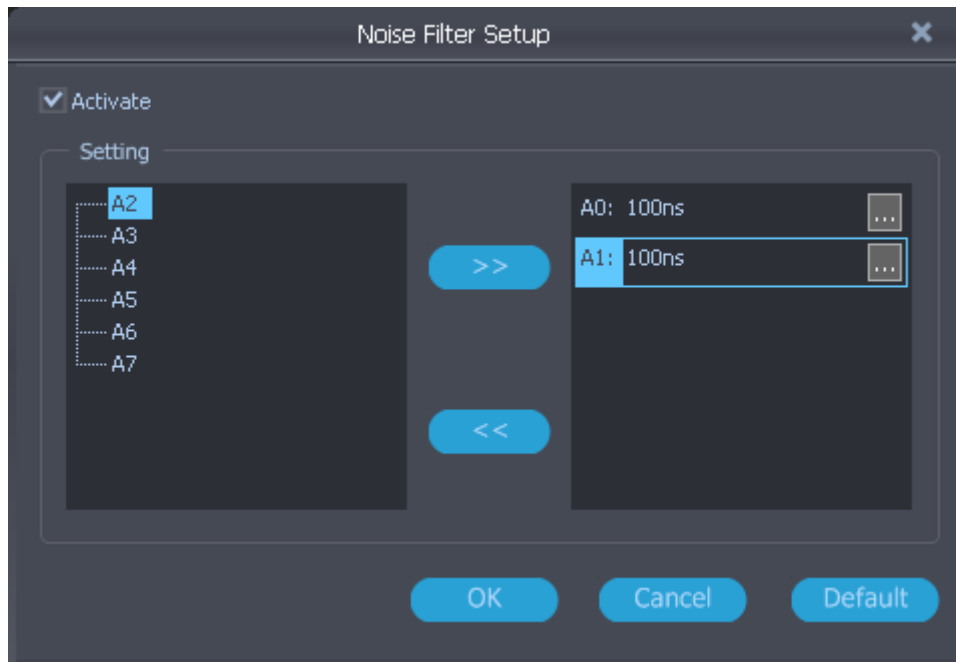 Noise Filter Setup
Activate
Setting
A2
A3
A4
A5
A6
A7
>>
<<
A0: 100ns ...
A1: 100ns ...
OK Cancel Default